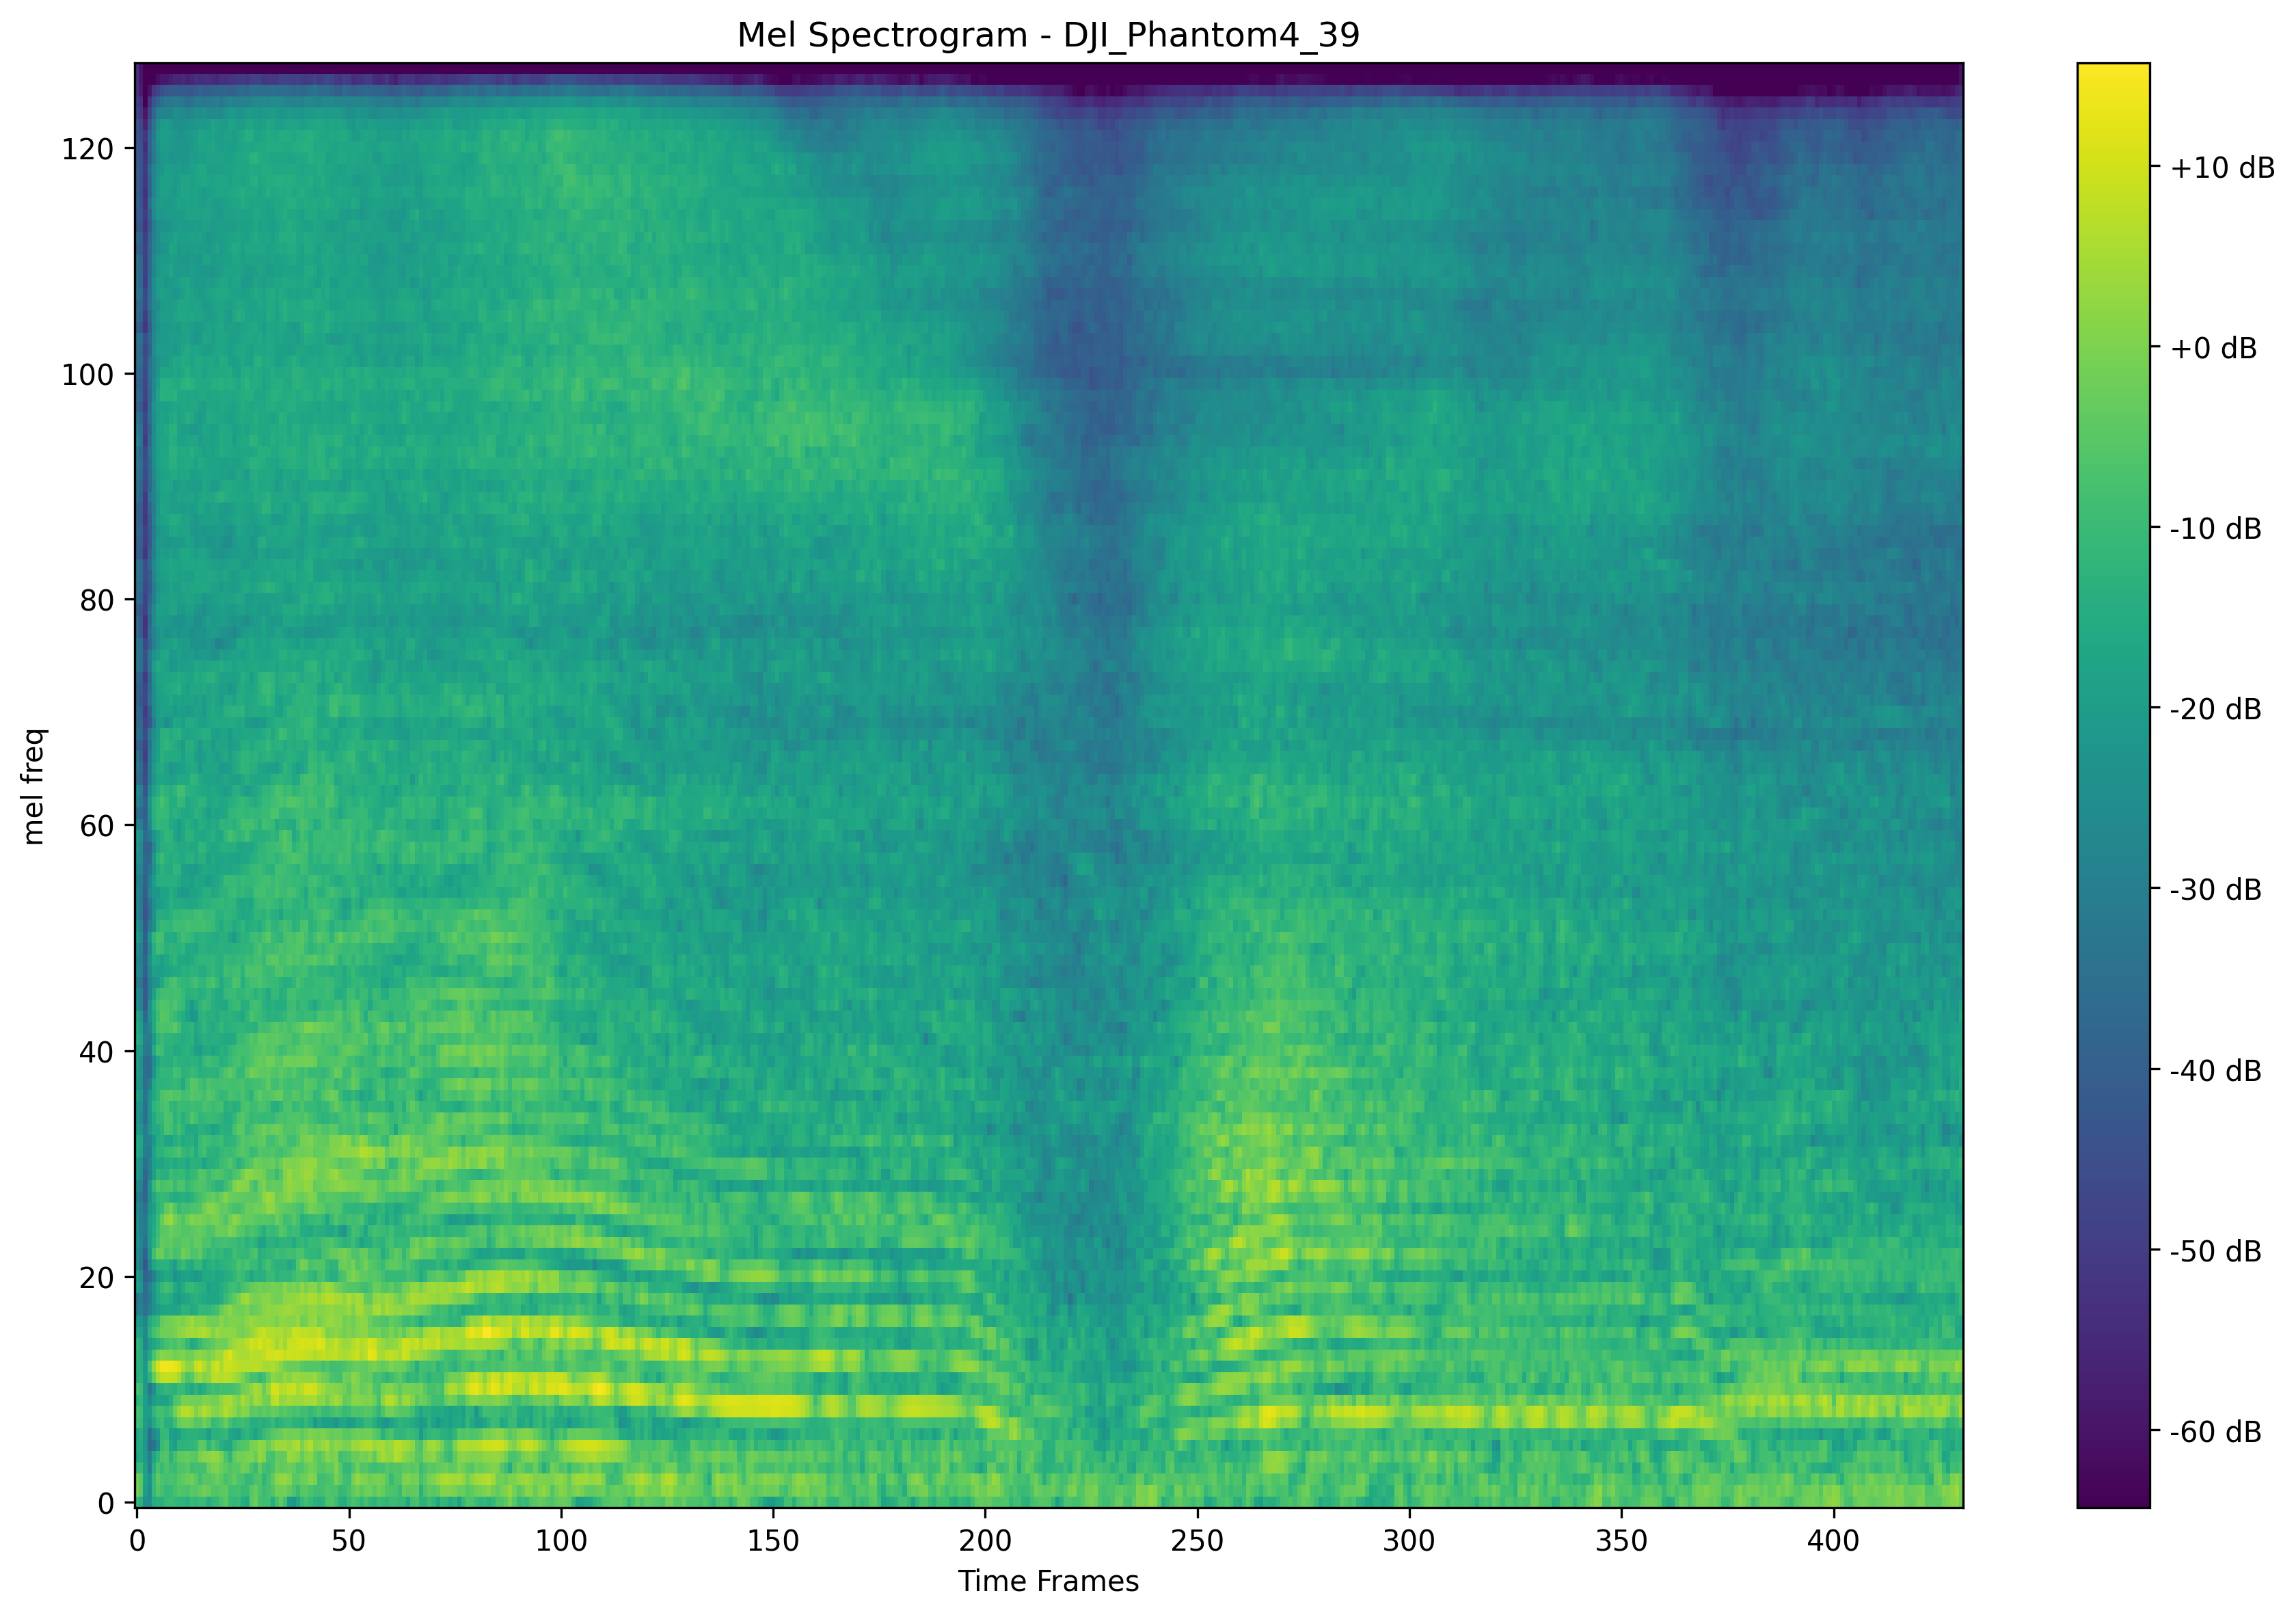 Mel Spectrogram - DJI_Phantom4_39
mel freq
120
100
80
60
40
20
0
0 50 100 150 200 250 300 350 400
Time Frames
+10 dB
+0 dB
-10 dB
-20 dB
-30 dB
-40 dB
-50 dB
-60 dB